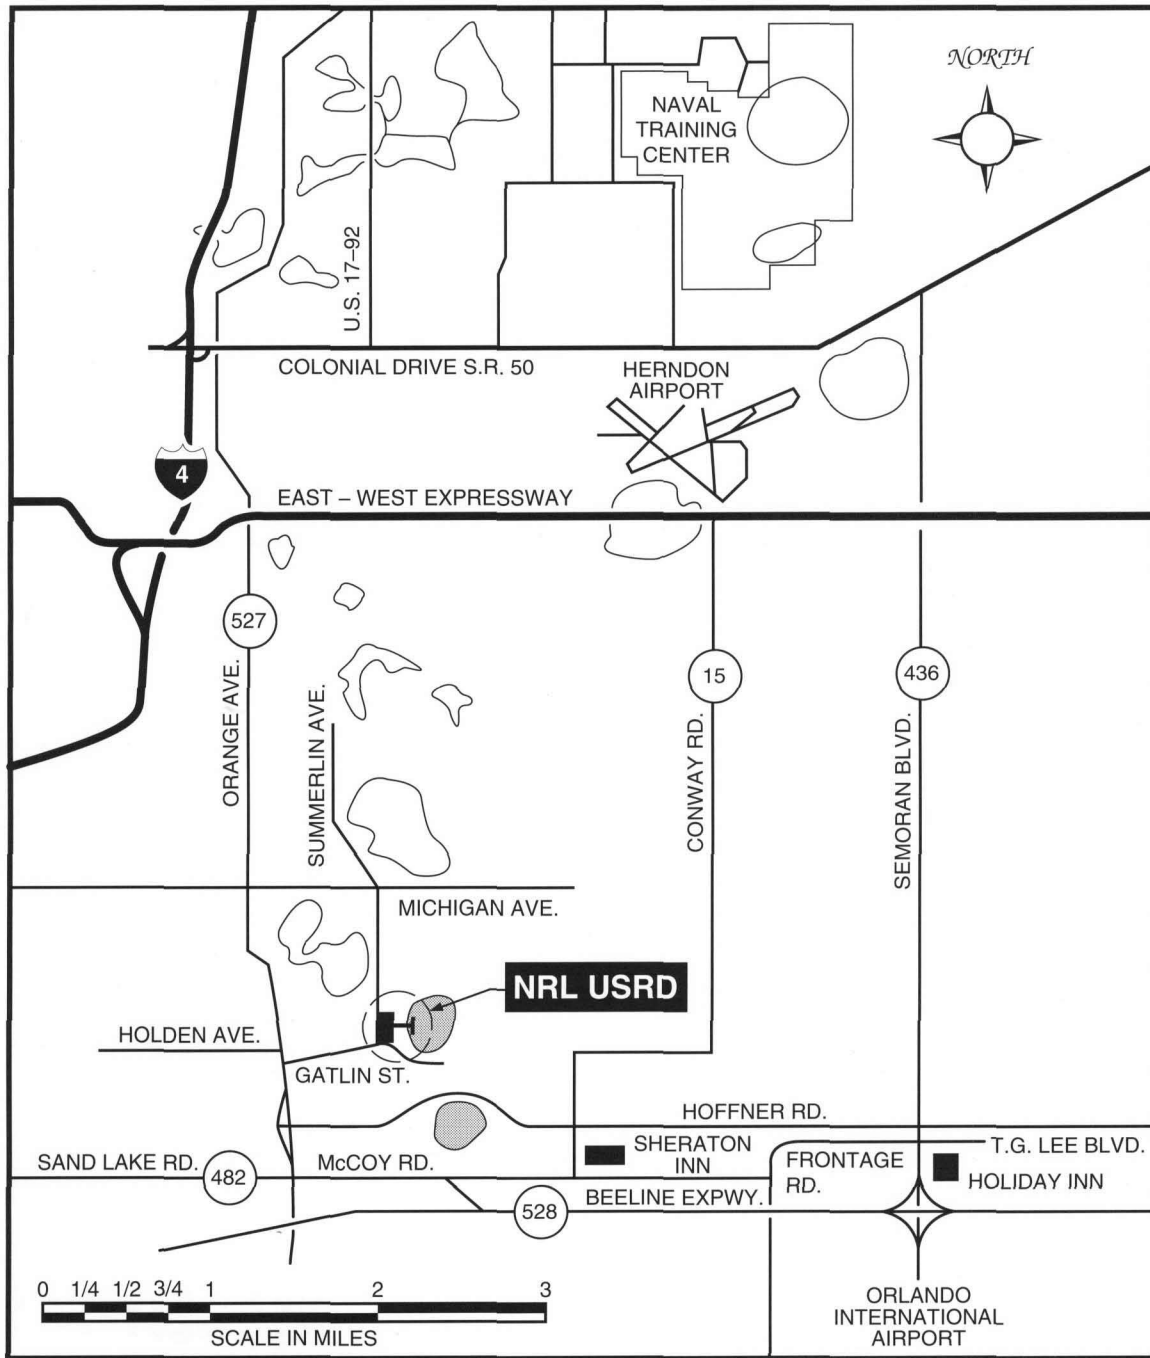 NORTH
NAVAL
TRAINING
CENTER
U.S. 17–92
COLONIAL DRIVE S.R. 50
HERNDON
AIRPORT
4
EAST – WEST EXPRESSWAY
527
ORANGE AVE.
SUMMERLIN AVE.
15
CONWAY RD.
436
SEMORAN BLVD.
MICHIGAN AVE.
NRL USRD
HOLDEN AVE.
GATLIN ST.
HOFFNER RD.
SHERATON
INN
T.G. LEE BLVD.
FRONTAGE
RD.
HOLIDAY INN
SAND LAKE RD.
482
McCOY RD.
BEELINE EXPWY.
528
0 1/4 1/2 3/4 1 2 3
SCALE IN MILES
ORLANDO
INTERNATIONAL
AIRPORT